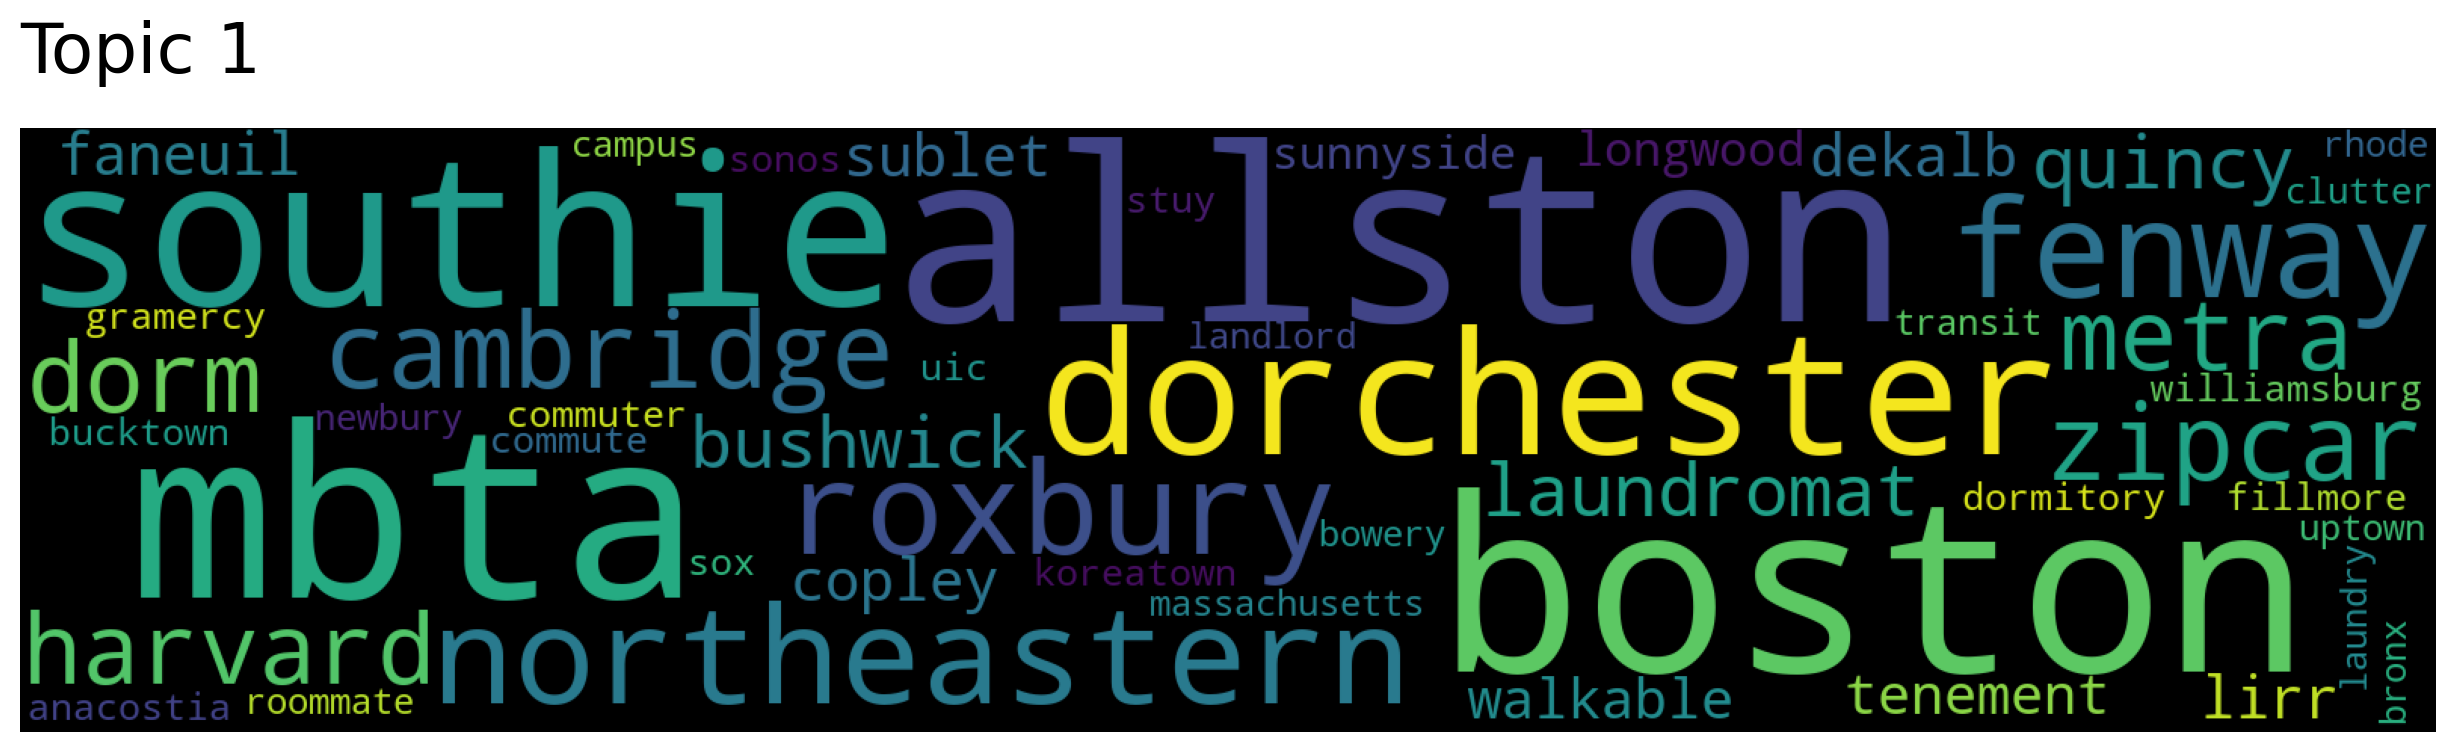 Topic 1
faneuil
campus
sonos
sublet
sunnyside
longwood
dekalb
quincy
rhode
southie
allston
stuy
clutter
fenway
gramercy
cambridge
landlord
transit
metra
dorm
uic
dorchester
williamsburg
bucktown
newbury
commuter
commute
bushwick
zipcar
mbta
roxbury
laundromat
dormitory
fillmore
sox
bowery
boston
uptown
copley
koreatown
massachusetts
laundry
harvard
northeastern
bronx
anacostia
roommate
walkable
tenement
lirr